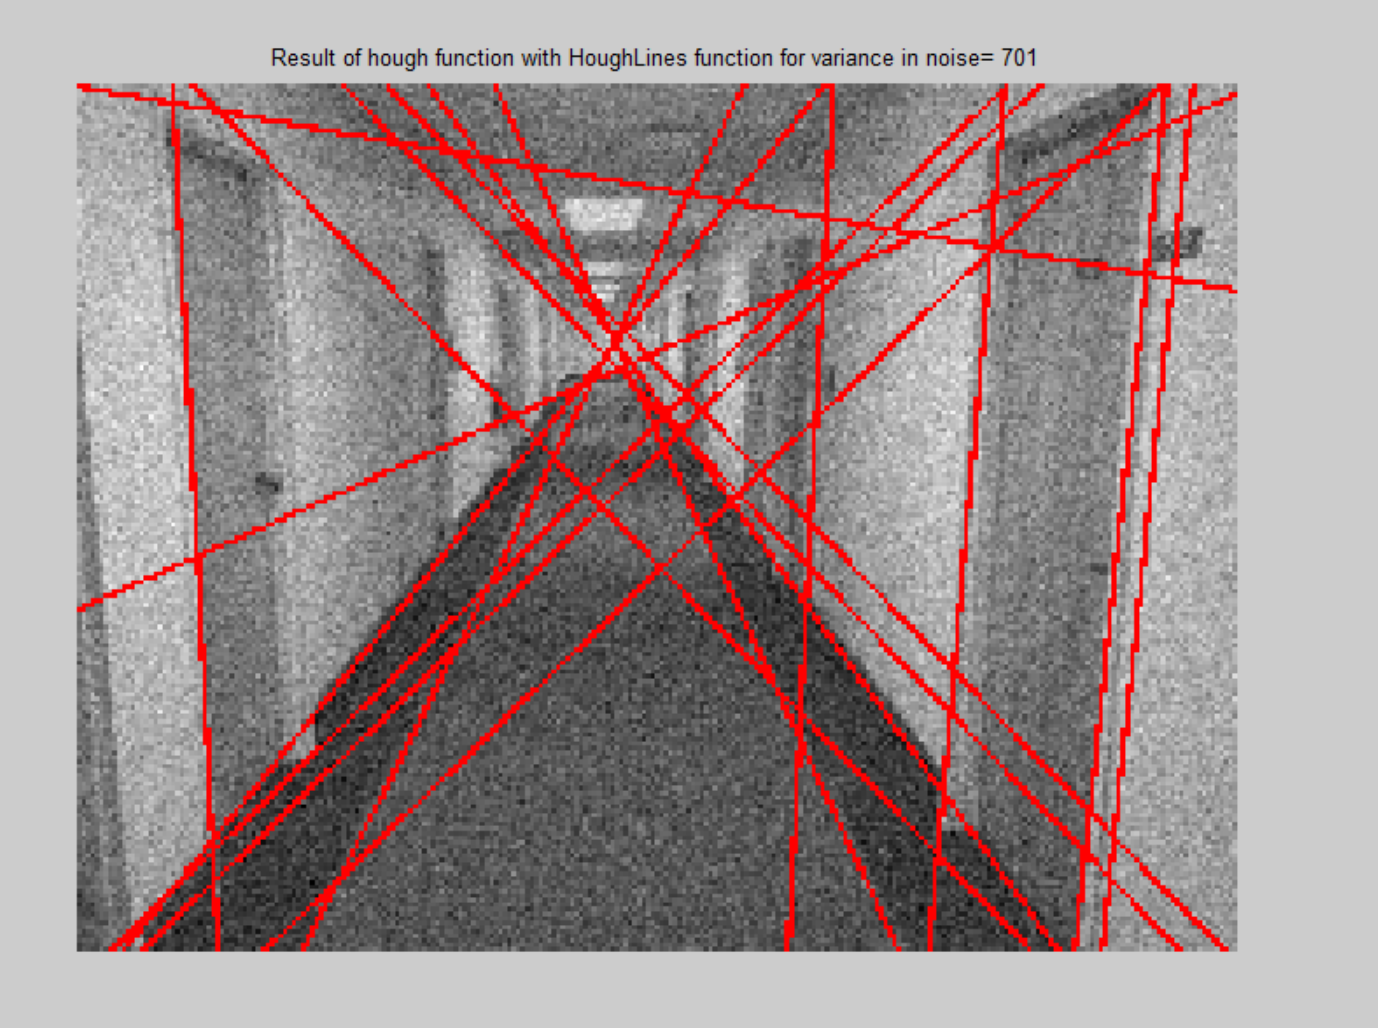 Result of hough function with HoughLines function for variance in noise= 701